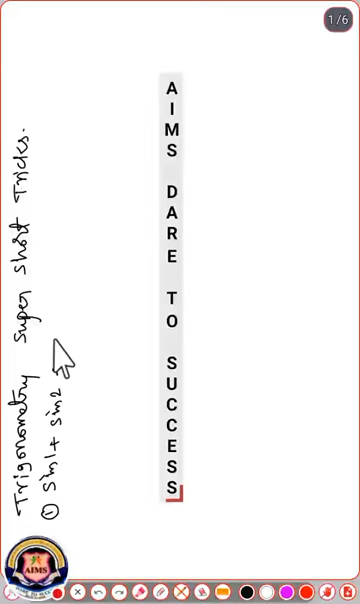 1/6
Trigonometry super short Tricks.
① sin1 + sin2
AIMS DARE TO SUCCESS
AIMS